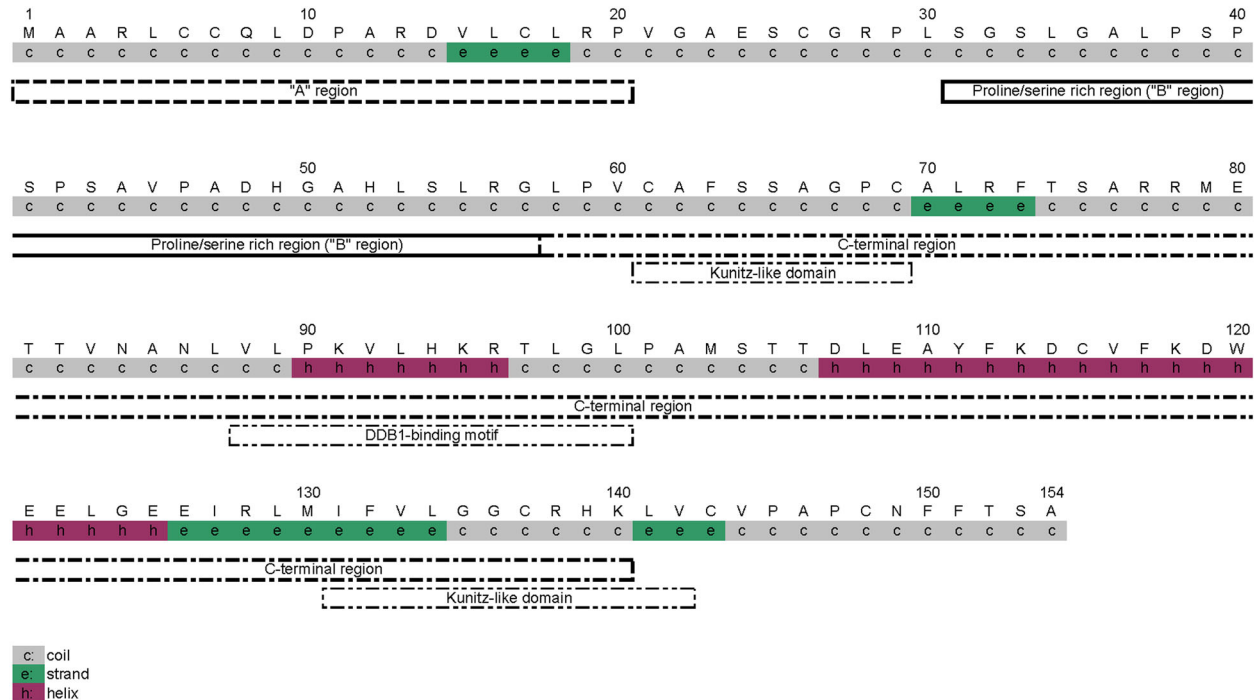 1 10 20 30 40
M A A R L C C Q L D P A R D V L C L R P V G A E S C G R P L S G S L G A L P S P
c c c c c c c c c c c c c c e e e e c c c c c c c c c c c c c c c c c c c c c c
"A" region Proline/serine rich region ("B" region)
50 60 70 80
S P S A V P A D H G A H L S L R G L P V C A F S S A G P C A L R F T S A R R M E
c c c c c c c c c c c c c c c c c c c c c c c c c c c c c e e e e c c c c c c c
Proline/serine rich region ("B" region) C-terminal region
Kunitz-like domain
90 100 110 120
T T V N A N L V L P K V L H K R T L G L P A M S T T D L E A Y F K D C V F K D W
c c c c c c c c c h h h h h h h c c c c c c c c c c h h h h h h h h h h h h h h
C-terminal region
DDB1-binding motif
130 140 150 154
E E L G E E I R L M I F V L G G C R H K L V C V P A P C N F F T S A
h h h h h e e e e e e e e e c c c c c c e e e c c c c c c c c c c c
C-terminal region
Kunitz-like domain
c: coil
e: strand
h: helix